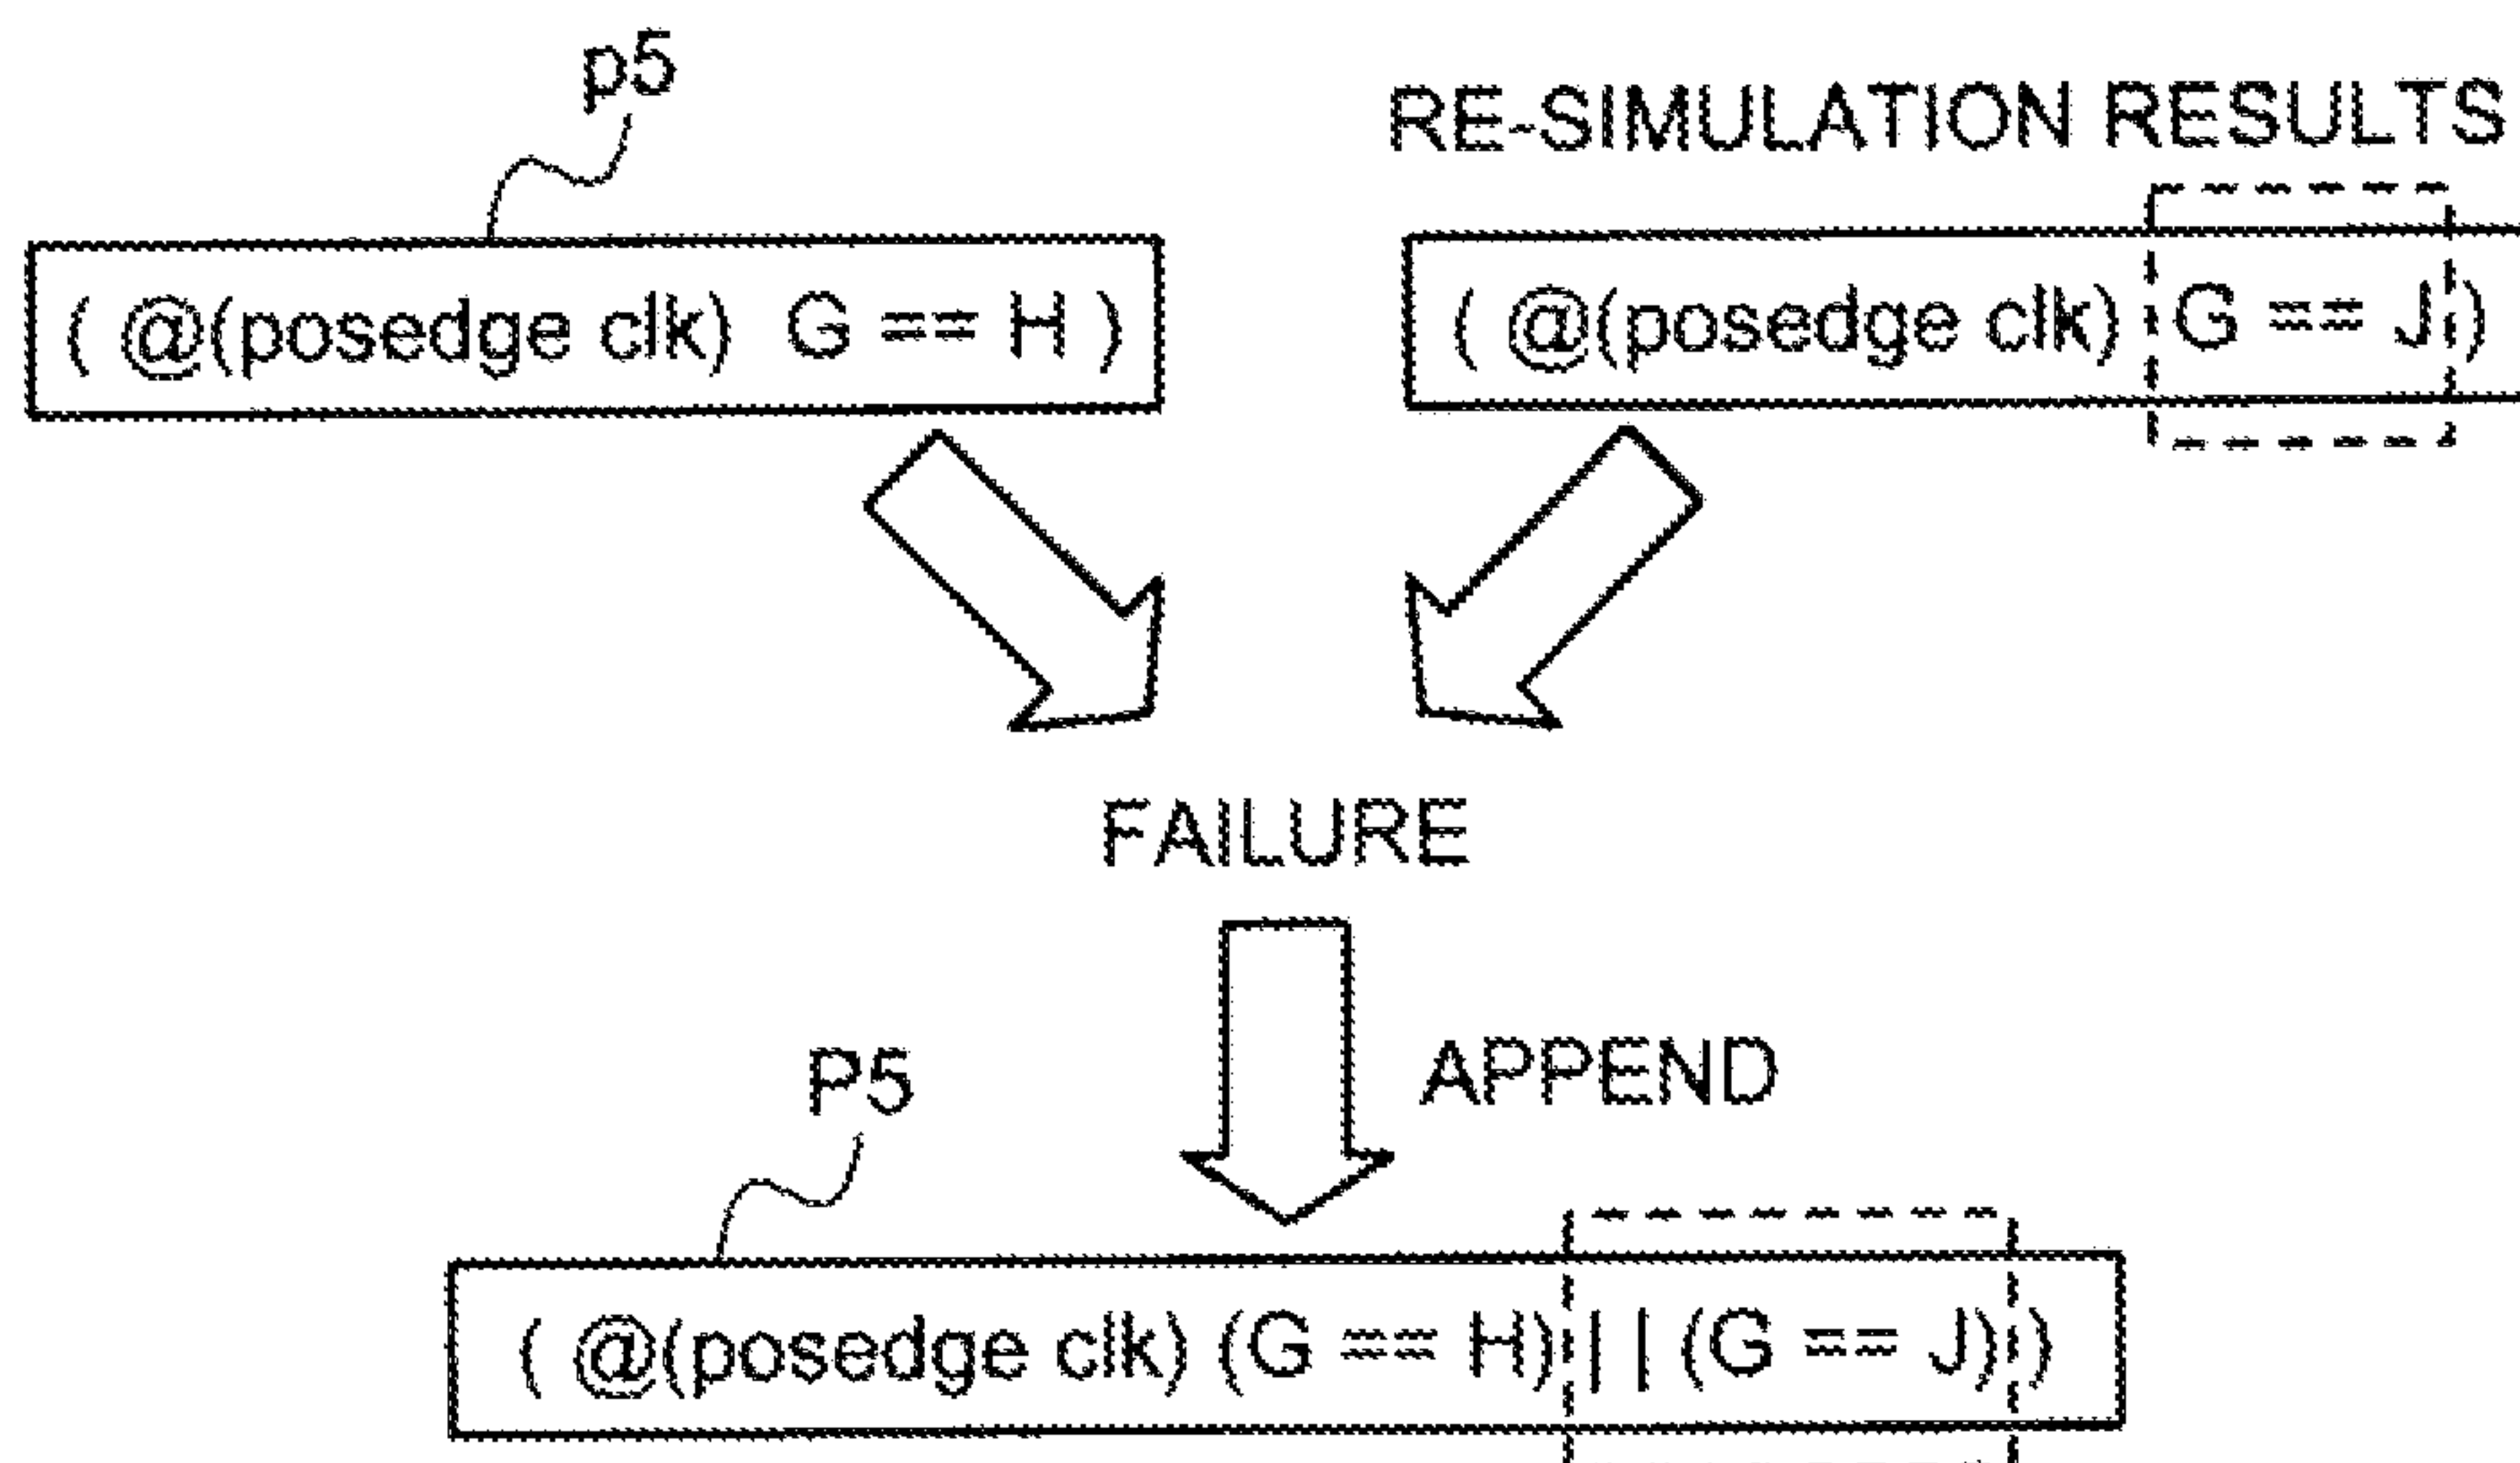 p5
RE-SIMULATION RESULTS
( @(posedge clk) G == H )
( @(posedge clk) G == J )
FAILURE
APPEND
P5
( @(posedge clk) (G == H) || (G == J) )